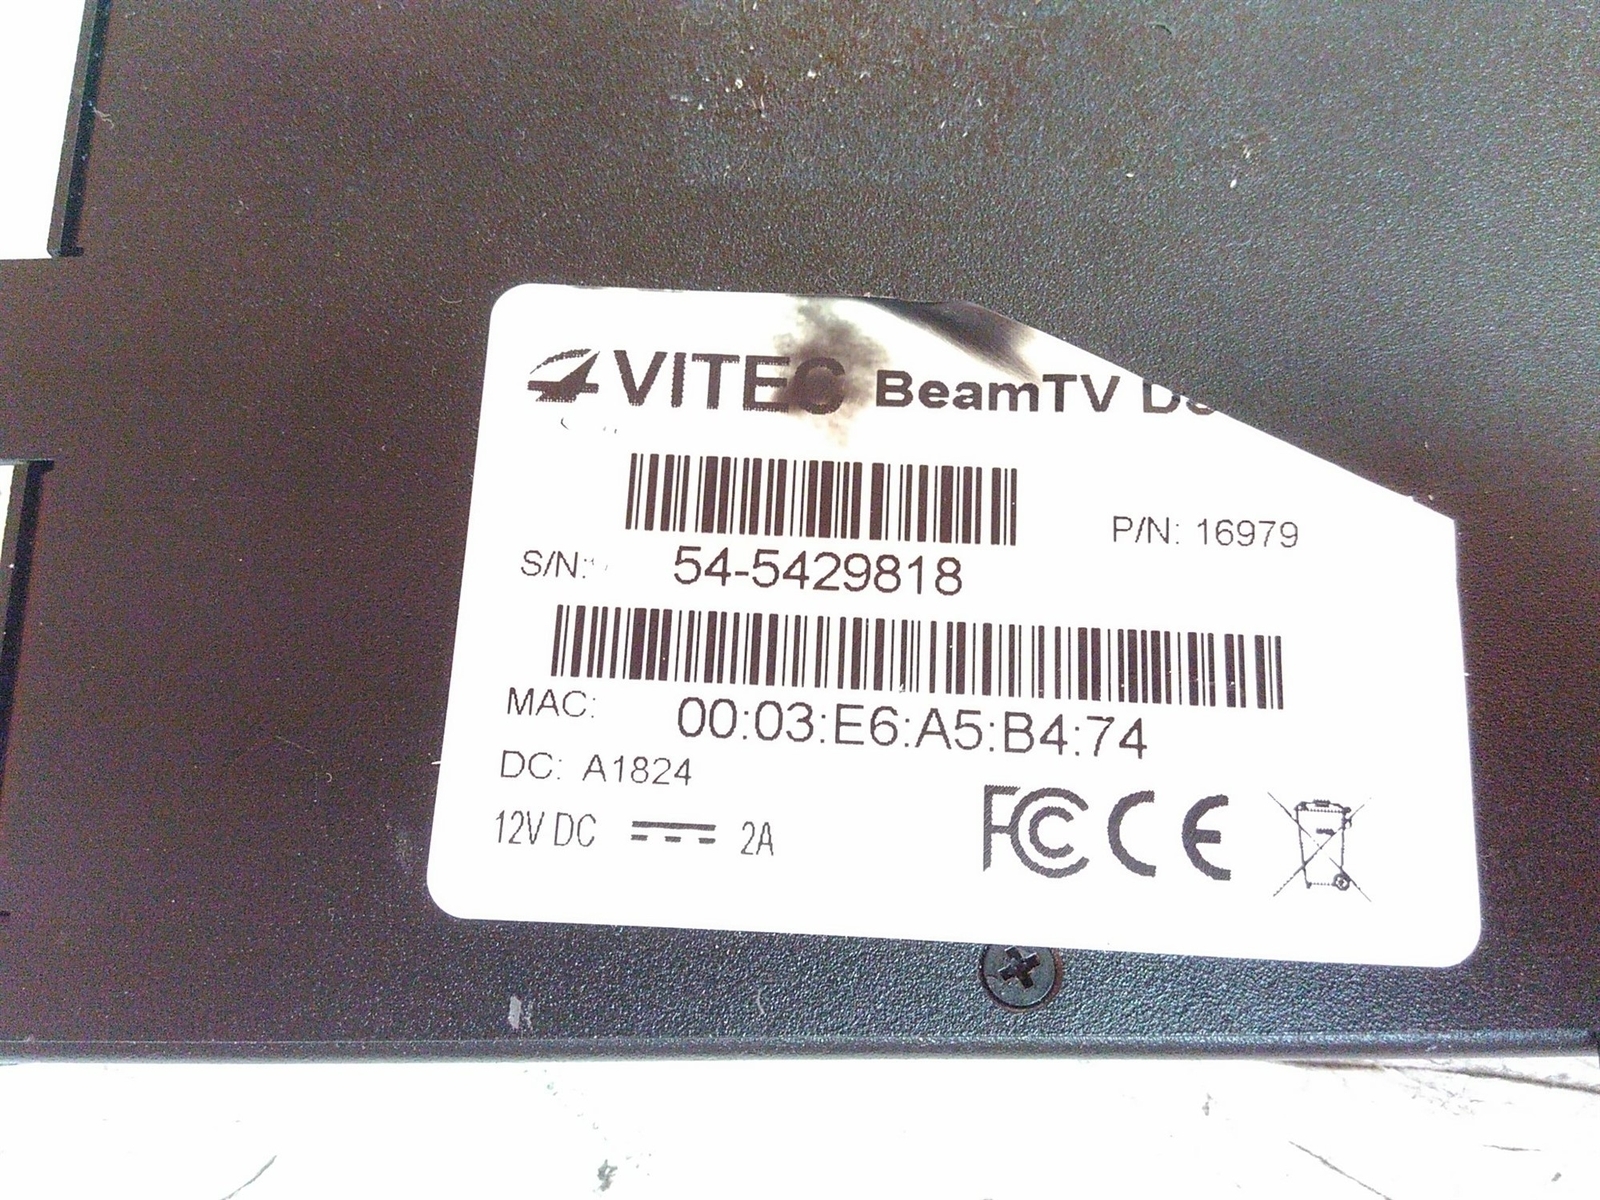 VITEC BeamTV
P/N: 16979
S/N: 54-5429818
MAC: 00:03:E6:A5:B4:74
DC: A1824
12V DC 2A
FC CE